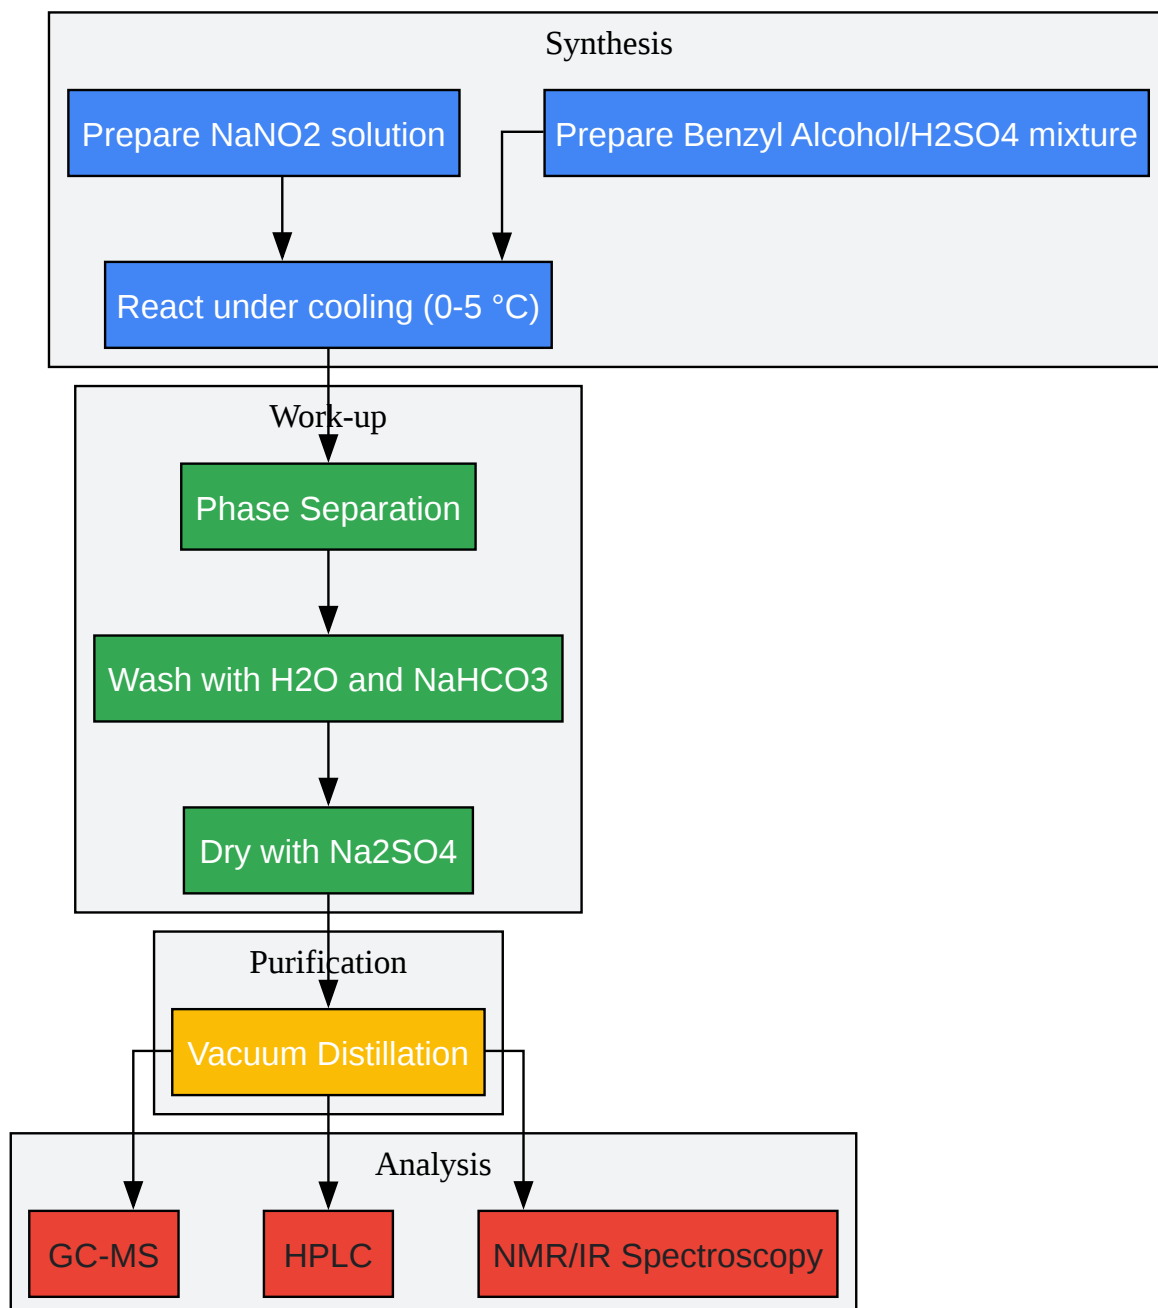 Synthesis
Prepare NaNO2 solution
Prepare Benzyl Alcohol/H2SO4 mixture
React under cooling (0-5 °C)
Work-up
Phase Separation
Wash with H2O and NaHCO3
Dry with Na2SO4
Purification
Vacuum Distillation
Analysis
GC-MS
HPLC
NMR/IR Spectroscopy